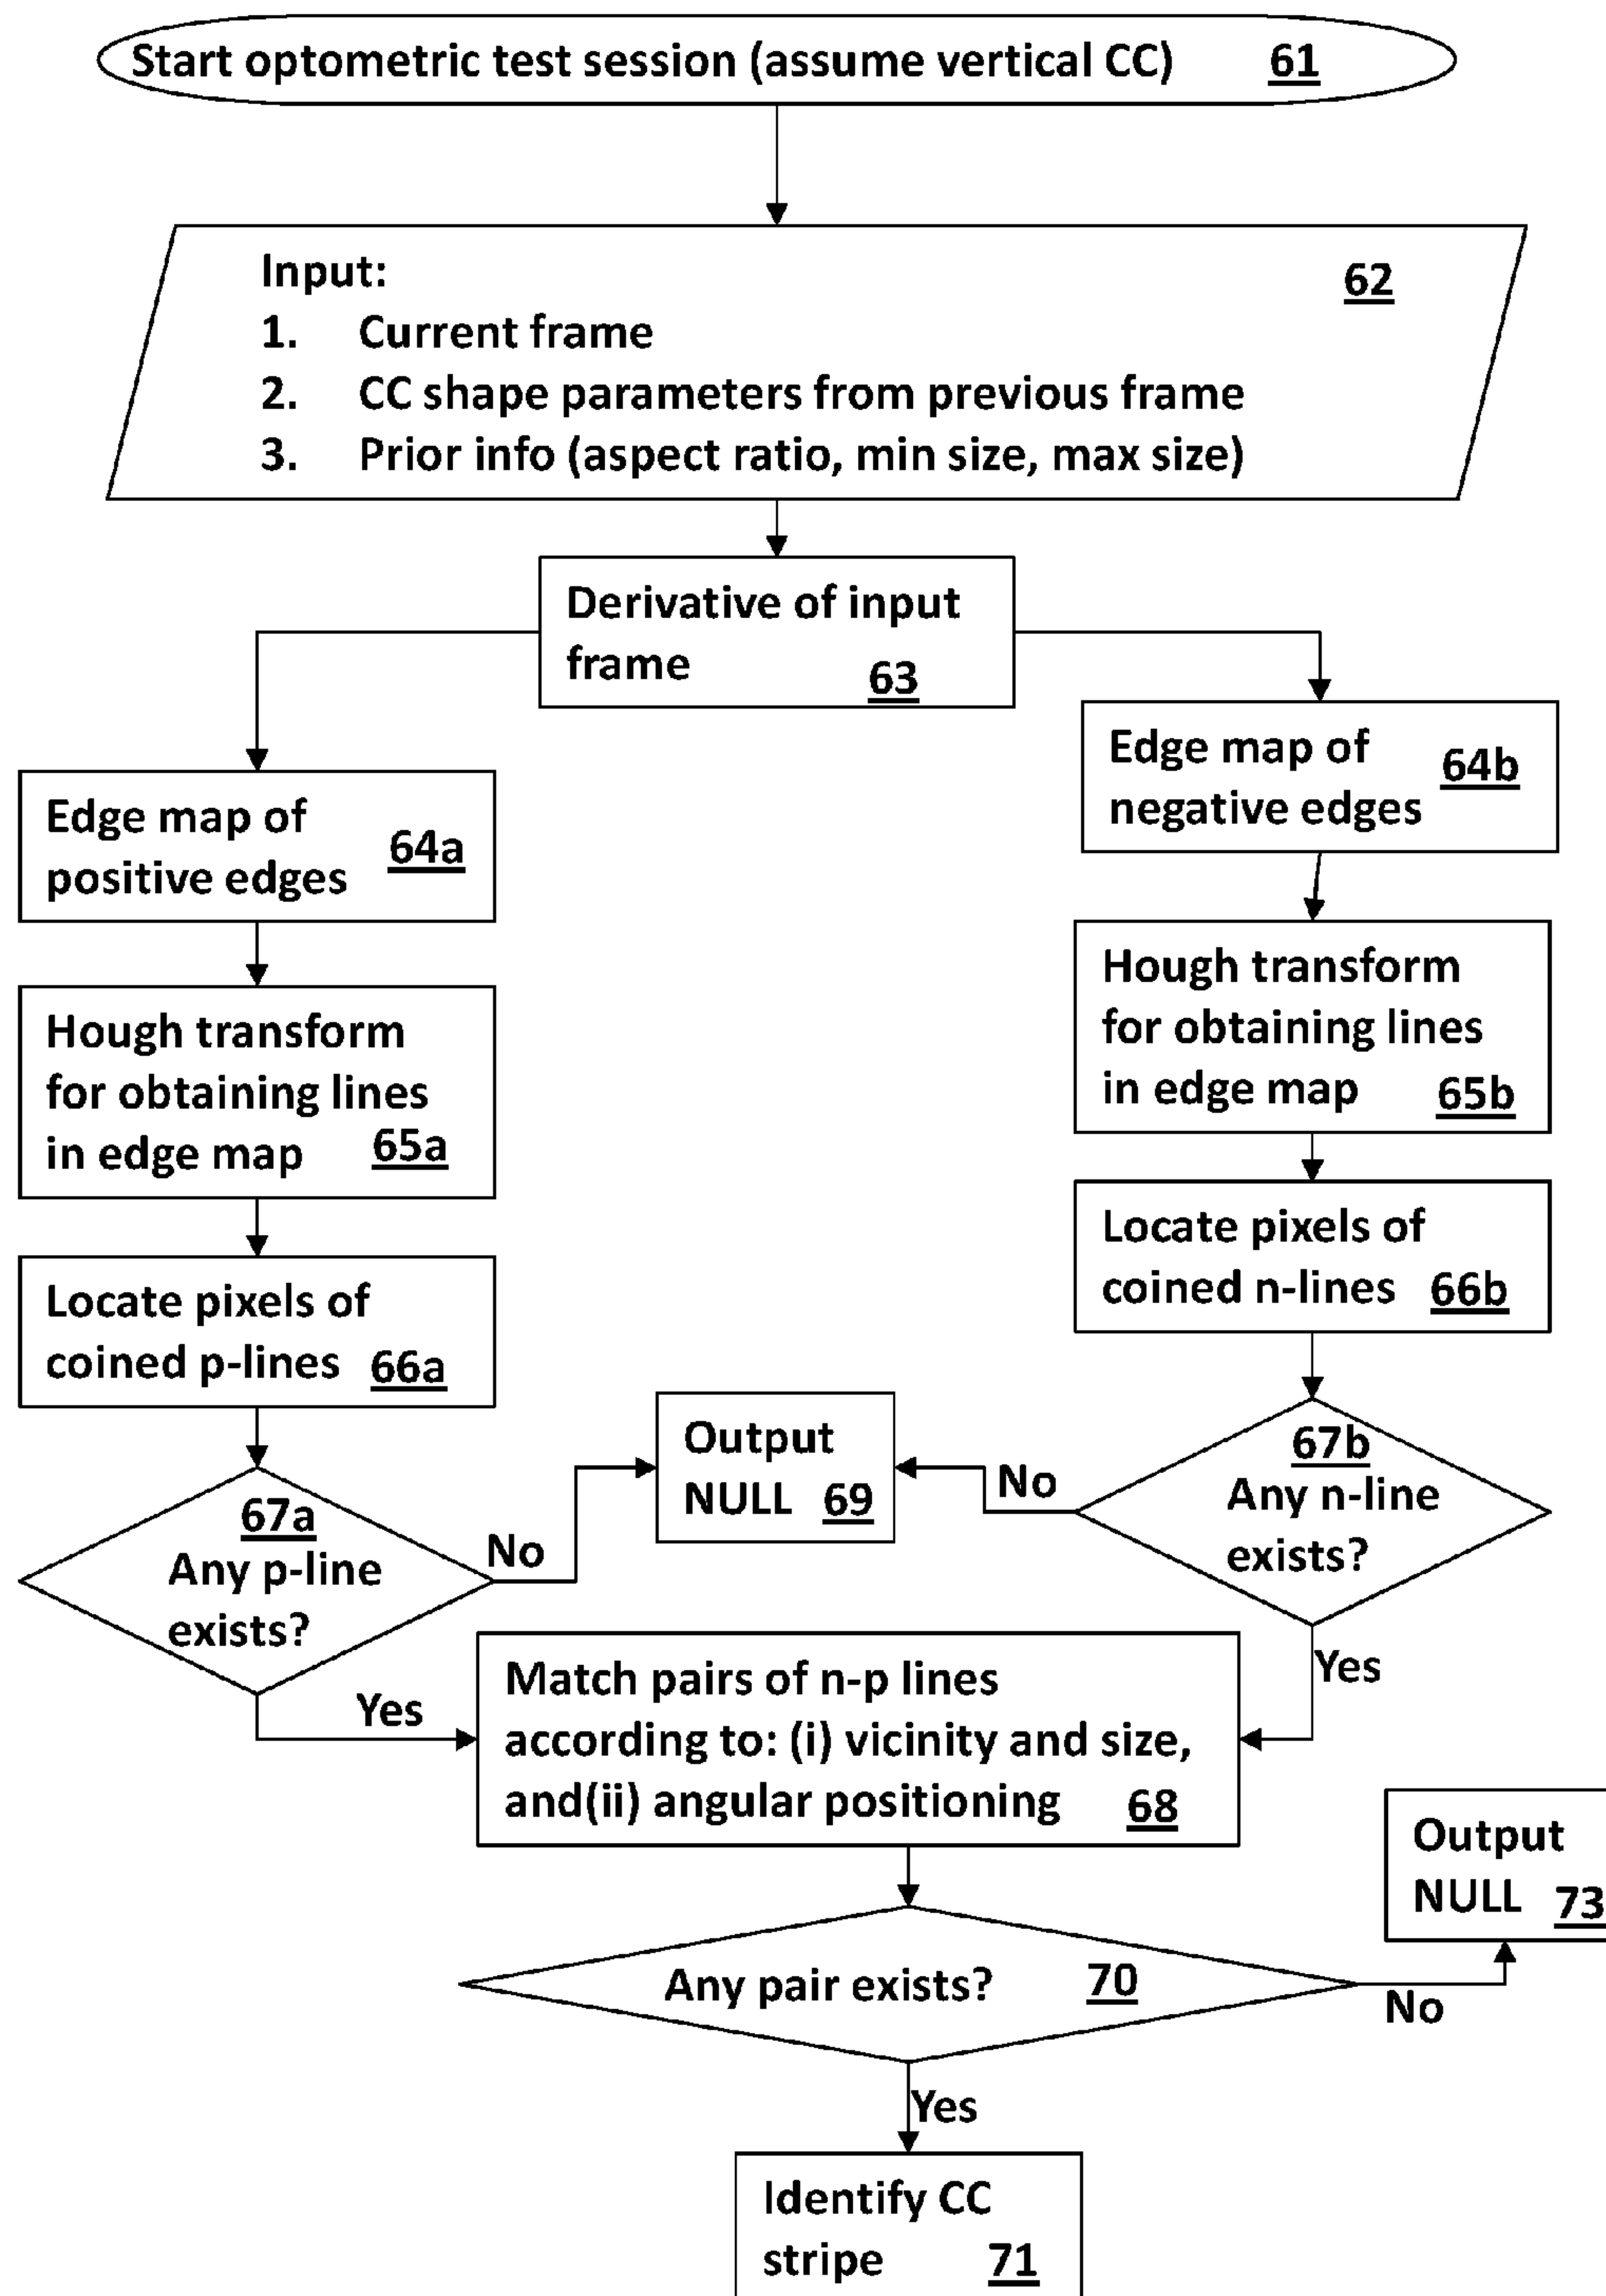 Start optometric test session (assume vertical CC) 61
Input: 62
1. Current frame
2. CC shape parameters from previous frame
3. Prior info (aspect ratio, min size, max size)
Derivative of input
frame 63
Edge map of
positive edges 64a
Edge map of
negative edges 64b
Hough transform
for obtaining lines
in edge map 65a
Hough transform
for obtaining lines
in edge map 65b
Locate pixels of
coined p-lines 66a
Locate pixels of
coined n-lines 66b
67a
Any p-line
exists?
No
Output
NULL 69
No
67b
Any n-line
exists?
Yes
Yes
Match pairs of n-p lines
according to: (i) vicinity and size,
and(ii) angular positioning 68
Output
NULL 73
Any pair exists? 70
No
Yes
Identify CC
stripe 71